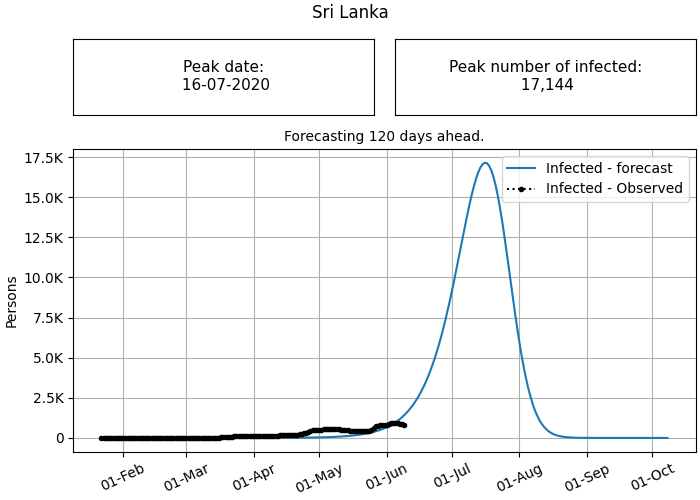 Sri Lanka
Peak date:
16-07-2020
Peak number of infected:
17,144
Forecasting 120 days ahead.
Infected - forecast
Infected - Observed
17.5K
15.0K
12.5K
10.0K
7.5K
5.0K
2.5K
0
Persons
01-Feb
01-Mar
01-Apr
01-May
01-Jun
01-Jul
01-Aug
01-Sep
01-Oct